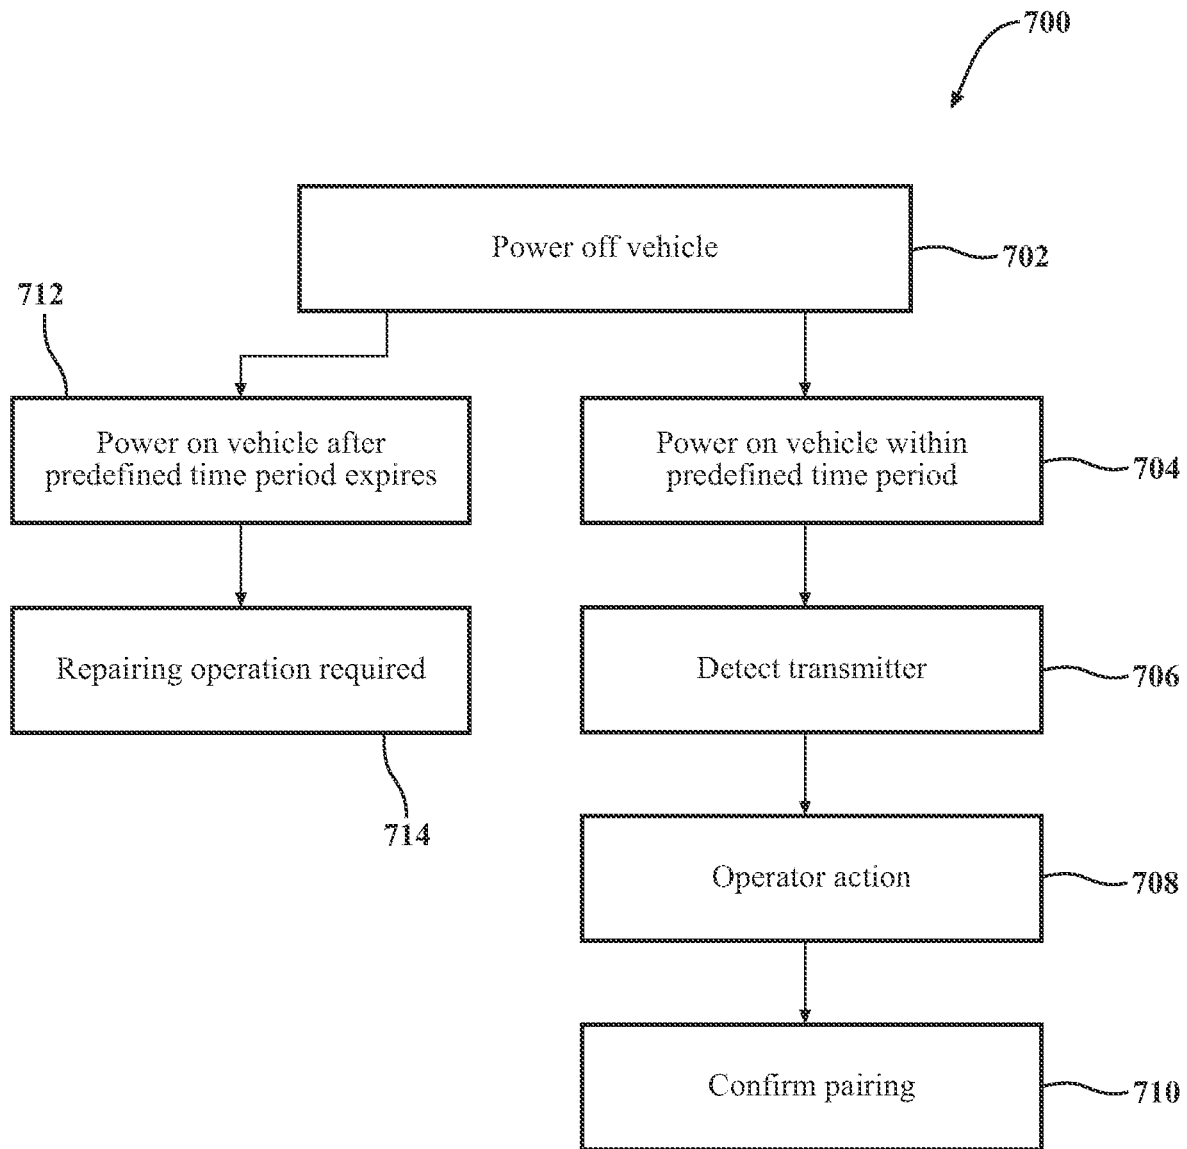 700
Power off vehicle
702
712
Power on vehicle after
predefined time period expires
Power on vehicle within
predefined time period
704
Repairing operation required
714
Detect transmitter
706
Operator action
708
Confirm pairing
710